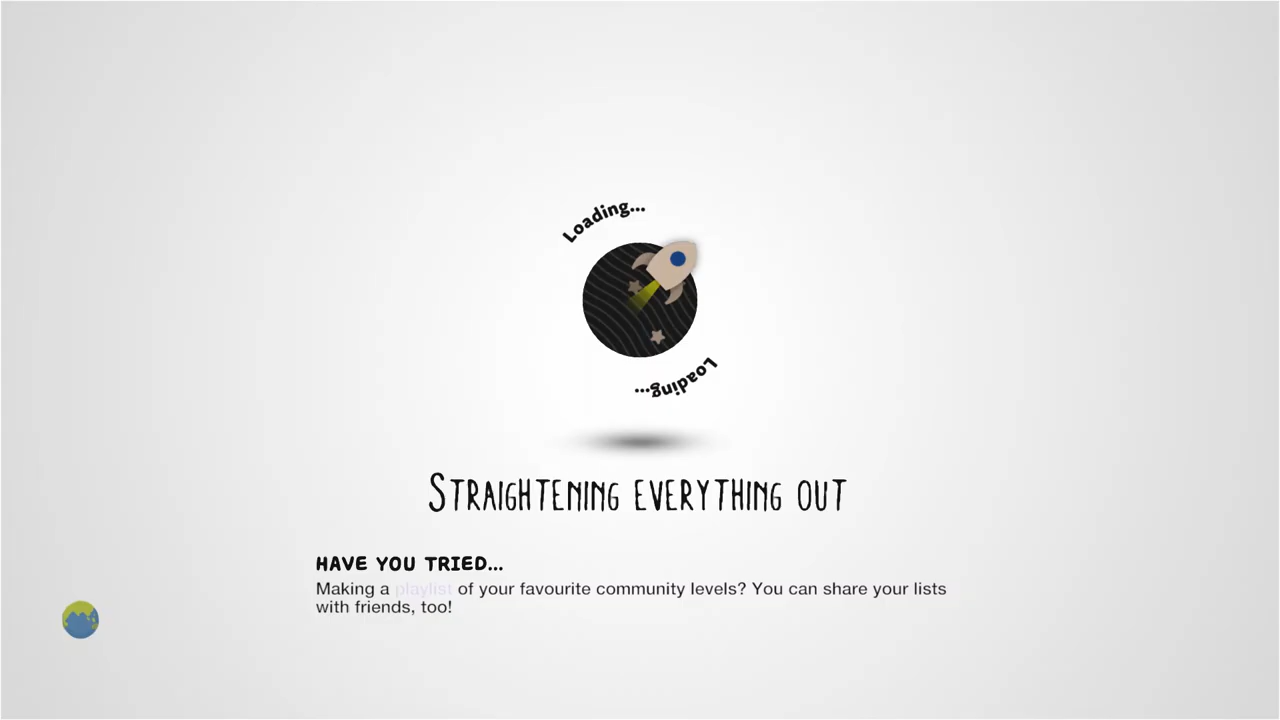 Loading...
Loading...
STRAIGHTENING EVERYTHING OUT
HAVE YOU TRIED...
Making a playlist of your favourite community levels? You can share your lists
with friends, too!